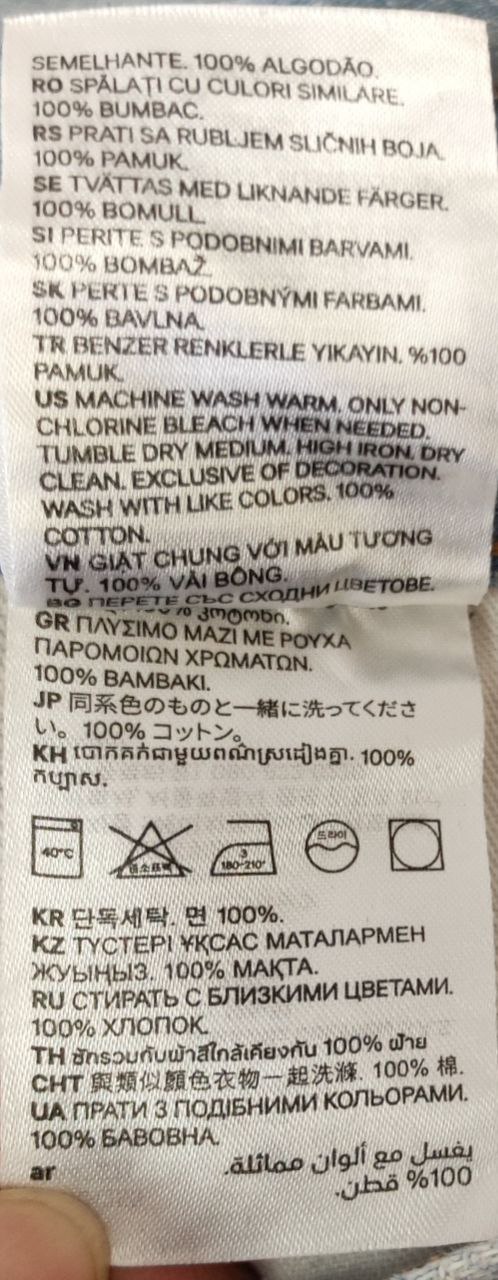 SEMELHANTE. 100% ALGODÃO.
RO SPĂLAȚI CU CULORI SIMILARE.
100% BUMBAC.
RS PRATI SA RUBLJEM SLIČNIH BOJA.
100% PAMUK.
SE TVÄTTAS MED LIKNANDE FÄRGER.
100% BOMULL.
SI PERITE S PODOBNIMI BARVAMI.
100% BOMBAŽ.
SK PERTE S PODOBNÝMI FARBAMI.
100% BAVLNA.
TR BENZER RENKLERLE YIKAYIN. %100
PAMUK.
US MACHINE WASH WARM. ONLY NON-
CHLORINE BLEACH WHEN NEEDED.
TUMBLE DRY MEDIUM. HIGH IRON. DRY
CLEAN. EXCLUSIVE OF DECORATION.
WASH WITH LIKE COLORS. 100%
COTTON.
VN GIẶT CHUNG VỚI MÀU TƯƠNG
TỰ. 100% VẢI BÔNG.
BG ПЕРЕТЕ СЪС СХОДНИ ЦВЕТОВЕ.
GR ΠΛΥΣΙΜΟ ΜΑΖΙ ΜΕ ΡΟΥΧΑ
ΠΑΡΟΜΟΙΩΝ ΧΡΩΜΑΤΩΝ.
100% ΒΑΜΒΑΚΙ.
JP 同系色のものと一緒に洗ってくださ
い。 100% コットン。
KH បោកគក់ជាមួយពណ៌ស្រដៀងគ្នា. 100%
កប្បាស.
40°C
염소표백
3
180-210°
드라이
KR 단독세탁. 면 100%.
KZ ТҮСТЕРІ ҰҚСАС МАТАЛАРМЕН
ЖУЫҢЫЗ. 100% МАҚТА.
RU СТИРАТЬ С БЛИЗКИМИ ЦВЕТАМИ.
100% ХЛОПОК.
TH ซักรวมกับผ้าสีใกล้เคียงกัน 100% ฝ้าย
CHT 與類似顏色衣物一起洗滌. 100% 棉.
UA ПРАТИ З ПОДІБНИМИ КОЛЬОРАМИ.
100% БАВОВНА.
ar يغسل مع ألوان مماثلة.
100% قطن.